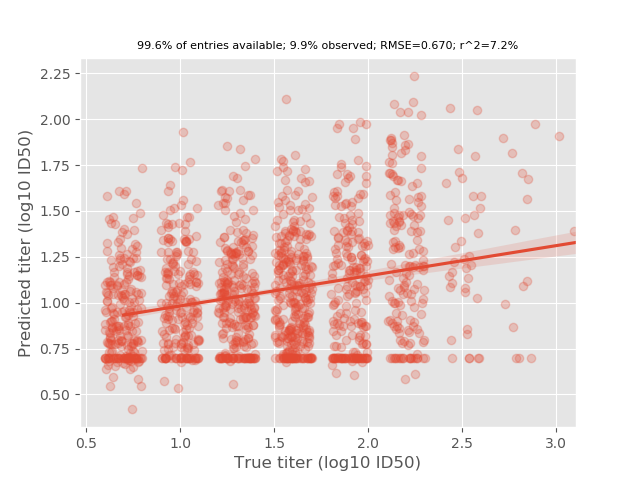 99.6% of entries available; 9.9% observed; RMSE=0.670; r^2=7.2%
2.25
2.00
1.75
1.50
1.25
1.00
0.75
0.50
Predicted titer (log10 ID50)
0.5 1.0 1.5 2.0 2.5 3.0
True titer (log10 ID50)